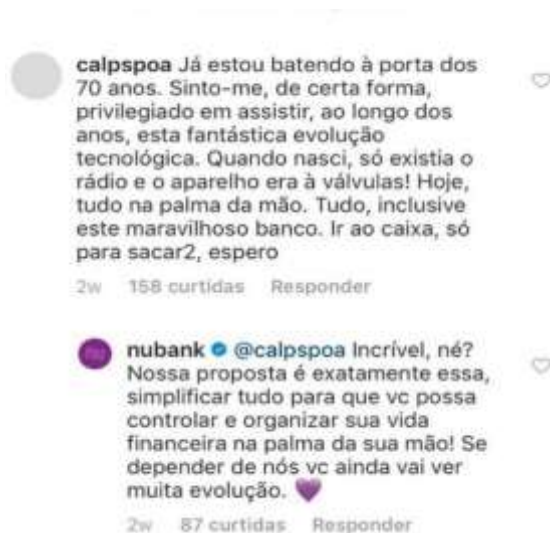 calpspoa Já estou batendo à porta dos
70 anos. Sinto-me, de certa forma,
privilegiado em assistir, ao longo dos
anos, esta fantástica evolução
tecnológica. Quando nasci, só existia o
rádio e o aparelho era à válvulas! Hoje,
tudo na palma da mão. Tudo, inclusive
este maravilhoso banco. Ir ao caixa, só
para sacar2, espero
2w 158 curtidas Responder
nubank @calpspoa Incrível, né?
Nossa proposta é exatamente essa,
simplificar tudo para que vc possa
controlar e organizar sua vida
financeira na palma da sua mão! Se
depender de nós vc ainda vai ver
muita evolução. 💜
2w 87 curtidas Responder